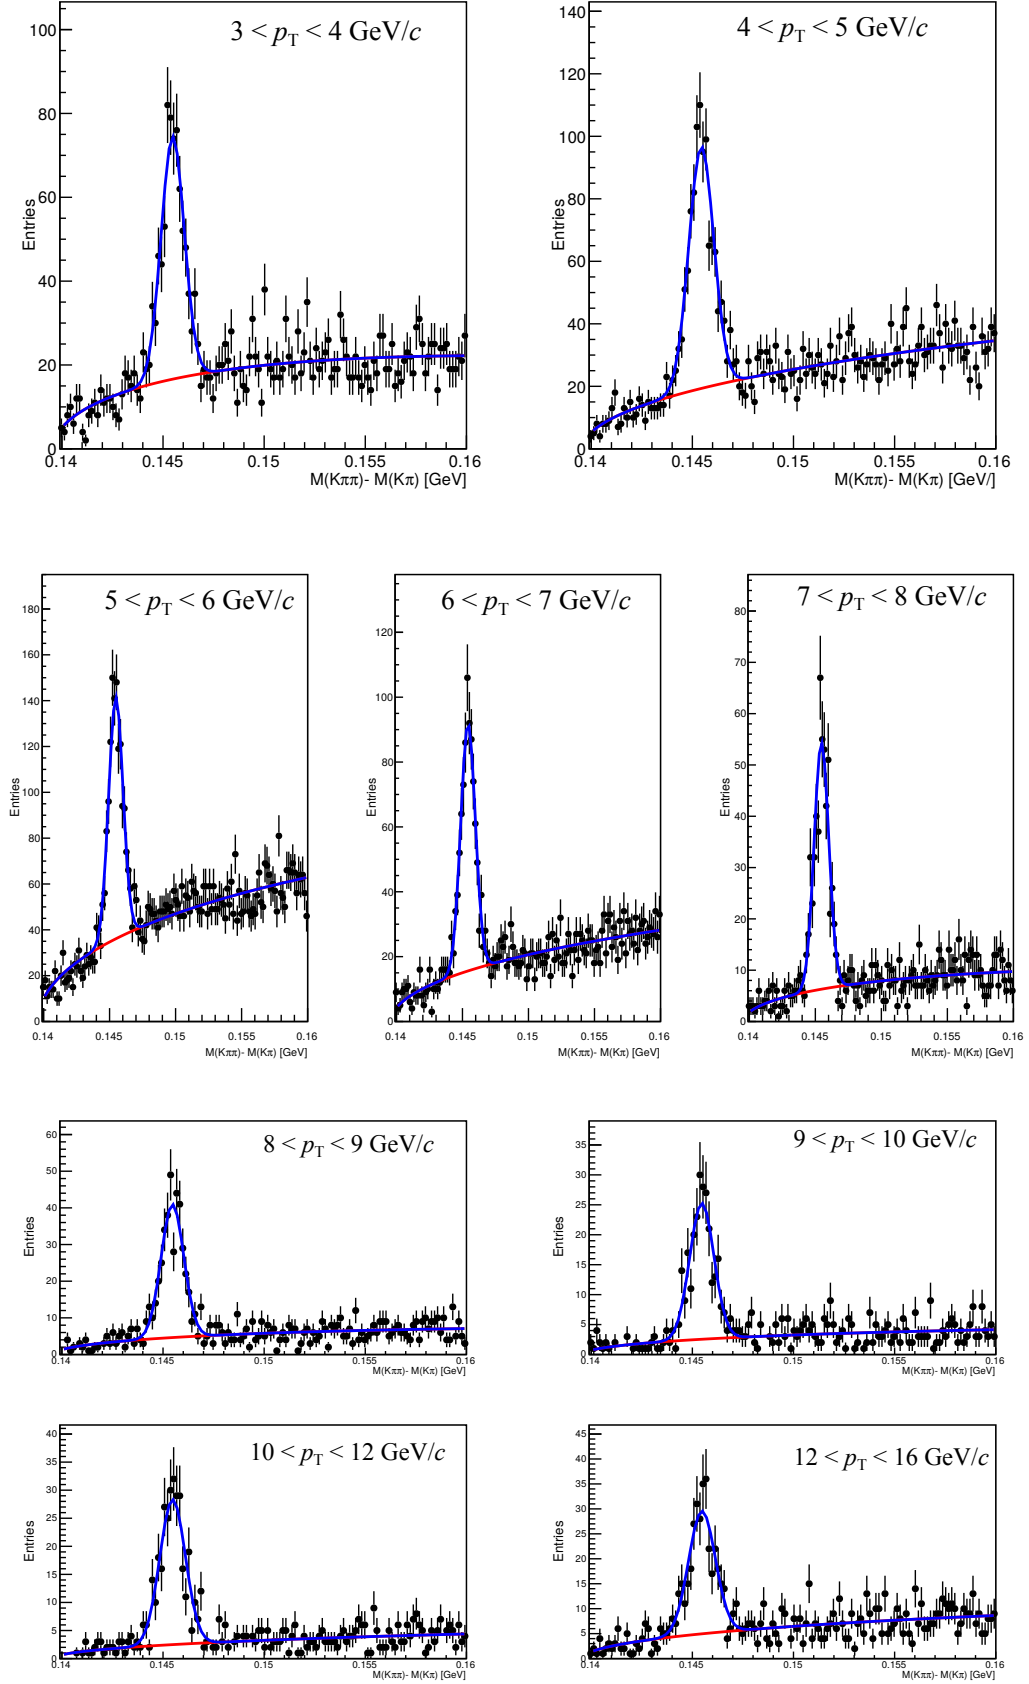 3 < pT < 4 GeV/c
Entries
100
80
60
40
20
0
0.14 0.145 0.15 0.155 0.16
M(Kππ)- M(Kπ) [GeV]
4 < pT < 5 GeV/c
Entries
140
120
100
80
60
40
20
0
0.14 0.145 0.15 0.155 0.16
M(Kππ)- M(Kπ) [GeV/]
5 < pT < 6 GeV/c
Entries
180
160
140
120
100
80
60
40
20
0
0.14 0.145 0.15 0.155 0.16
M(Kππ)- M(Kπ) [GeV]
6 < pT < 7 GeV/c
Entries
120
100
80
60
40
20
0
0.14 0.145 0.15 0.155 0.16
M(Kππ)- M(Kπ) [GeV]
7 < pT < 8 GeV/c
Entries
80
70
60
50
40
30
20
10
0
0.14 0.145 0.15 0.155 0.16
M(Kππ)- M(Kπ) [GeV]
8 < pT < 9 GeV/c
Entries
60
50
40
30
20
10
0
0.14 0.145 0.15 0.155 0.16
M(Kππ)- M(Kπ) [GeV]
9 < pT < 10 GeV/c
Entries
35
30
25
20
15
10
5
0
0.14 0.145 0.15 0.155 0.16
M(Kππ)- M(Kπ) [GeV]
10 < pT < 12 GeV/c
Entries
40
35
30
25
20
15
10
5
0
0.14 0.145 0.15 0.155 0.16
M(Kππ)- M(Kπ) [GeV]
12 < pT < 16 GeV/c
Entries
45
40
35
30
25
20
15
10
5
0
0.14 0.145 0.15 0.155 0.16
M(Kππ)- M(Kπ) [GeV]